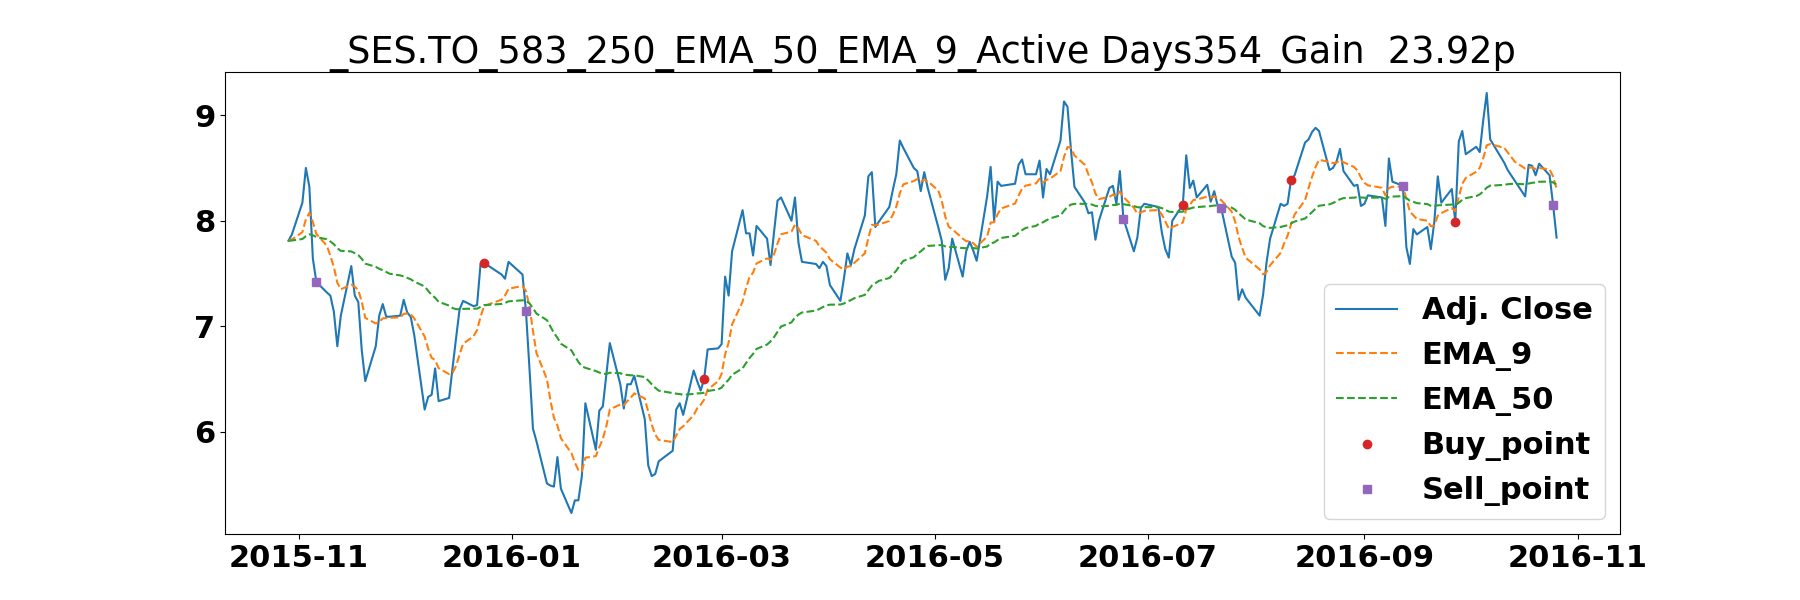 _SES.TO_583_250_EMA_50_EMA_9_Active Days354_Gain  23.92p
9
8
7
6
Adj. Close
EMA_9
EMA_50
Buy_point
Sell_point
2015-11 2016-01 2016-03 2016-05 2016-07 2016-09 2016-11